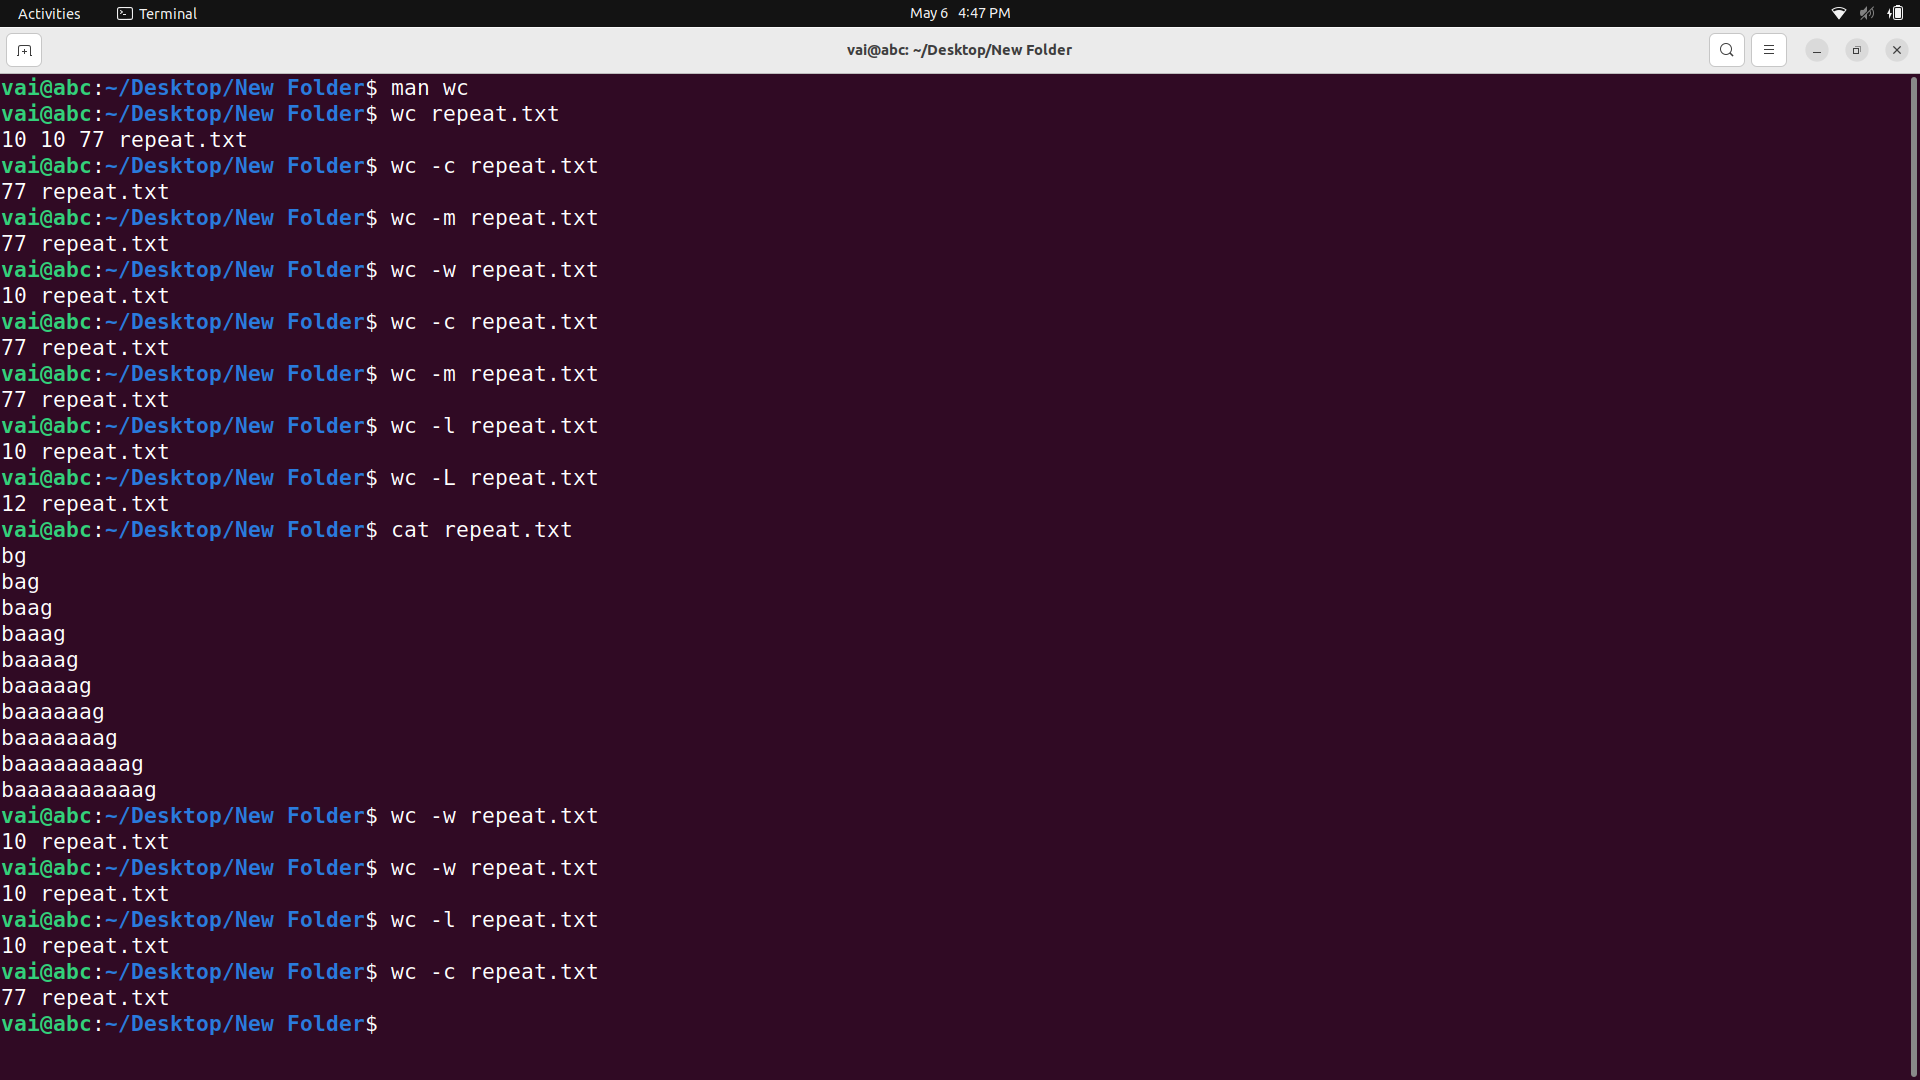 Activities Terminal May 6 4:47 PM
vai@abc: ~/Desktop/New Folder
vai@abc:~/Desktop/New Folder$ man wc
vai@abc:~/Desktop/New Folder$ wc repeat.txt
10 10 77 repeat.txt
vai@abc:~/Desktop/New Folder$ wc -c repeat.txt
77 repeat.txt
vai@abc:~/Desktop/New Folder$ wc -m repeat.txt
77 repeat.txt
vai@abc:~/Desktop/New Folder$ wc -w repeat.txt
10 repeat.txt
vai@abc:~/Desktop/New Folder$ wc -c repeat.txt
77 repeat.txt
vai@abc:~/Desktop/New Folder$ wc -m repeat.txt
77 repeat.txt
vai@abc:~/Desktop/New Folder$ wc -l repeat.txt
10 repeat.txt
vai@abc:~/Desktop/New Folder$ wc -L repeat.txt
12 repeat.txt
vai@abc:~/Desktop/New Folder$ cat repeat.txt
bg
bag
baag
baaag
baaaag
baaaaag
baaaaaag
baaaaaaag
baaaaaaaaag
baaaaaaaaaag
vai@abc:~/Desktop/New Folder$ wc -w repeat.txt
10 repeat.txt
vai@abc:~/Desktop/New Folder$ wc -w repeat.txt
10 repeat.txt
vai@abc:~/Desktop/New Folder$ wc -l repeat.txt
10 repeat.txt
vai@abc:~/Desktop/New Folder$ wc -c repeat.txt
77 repeat.txt
vai@abc:~/Desktop/New Folder$